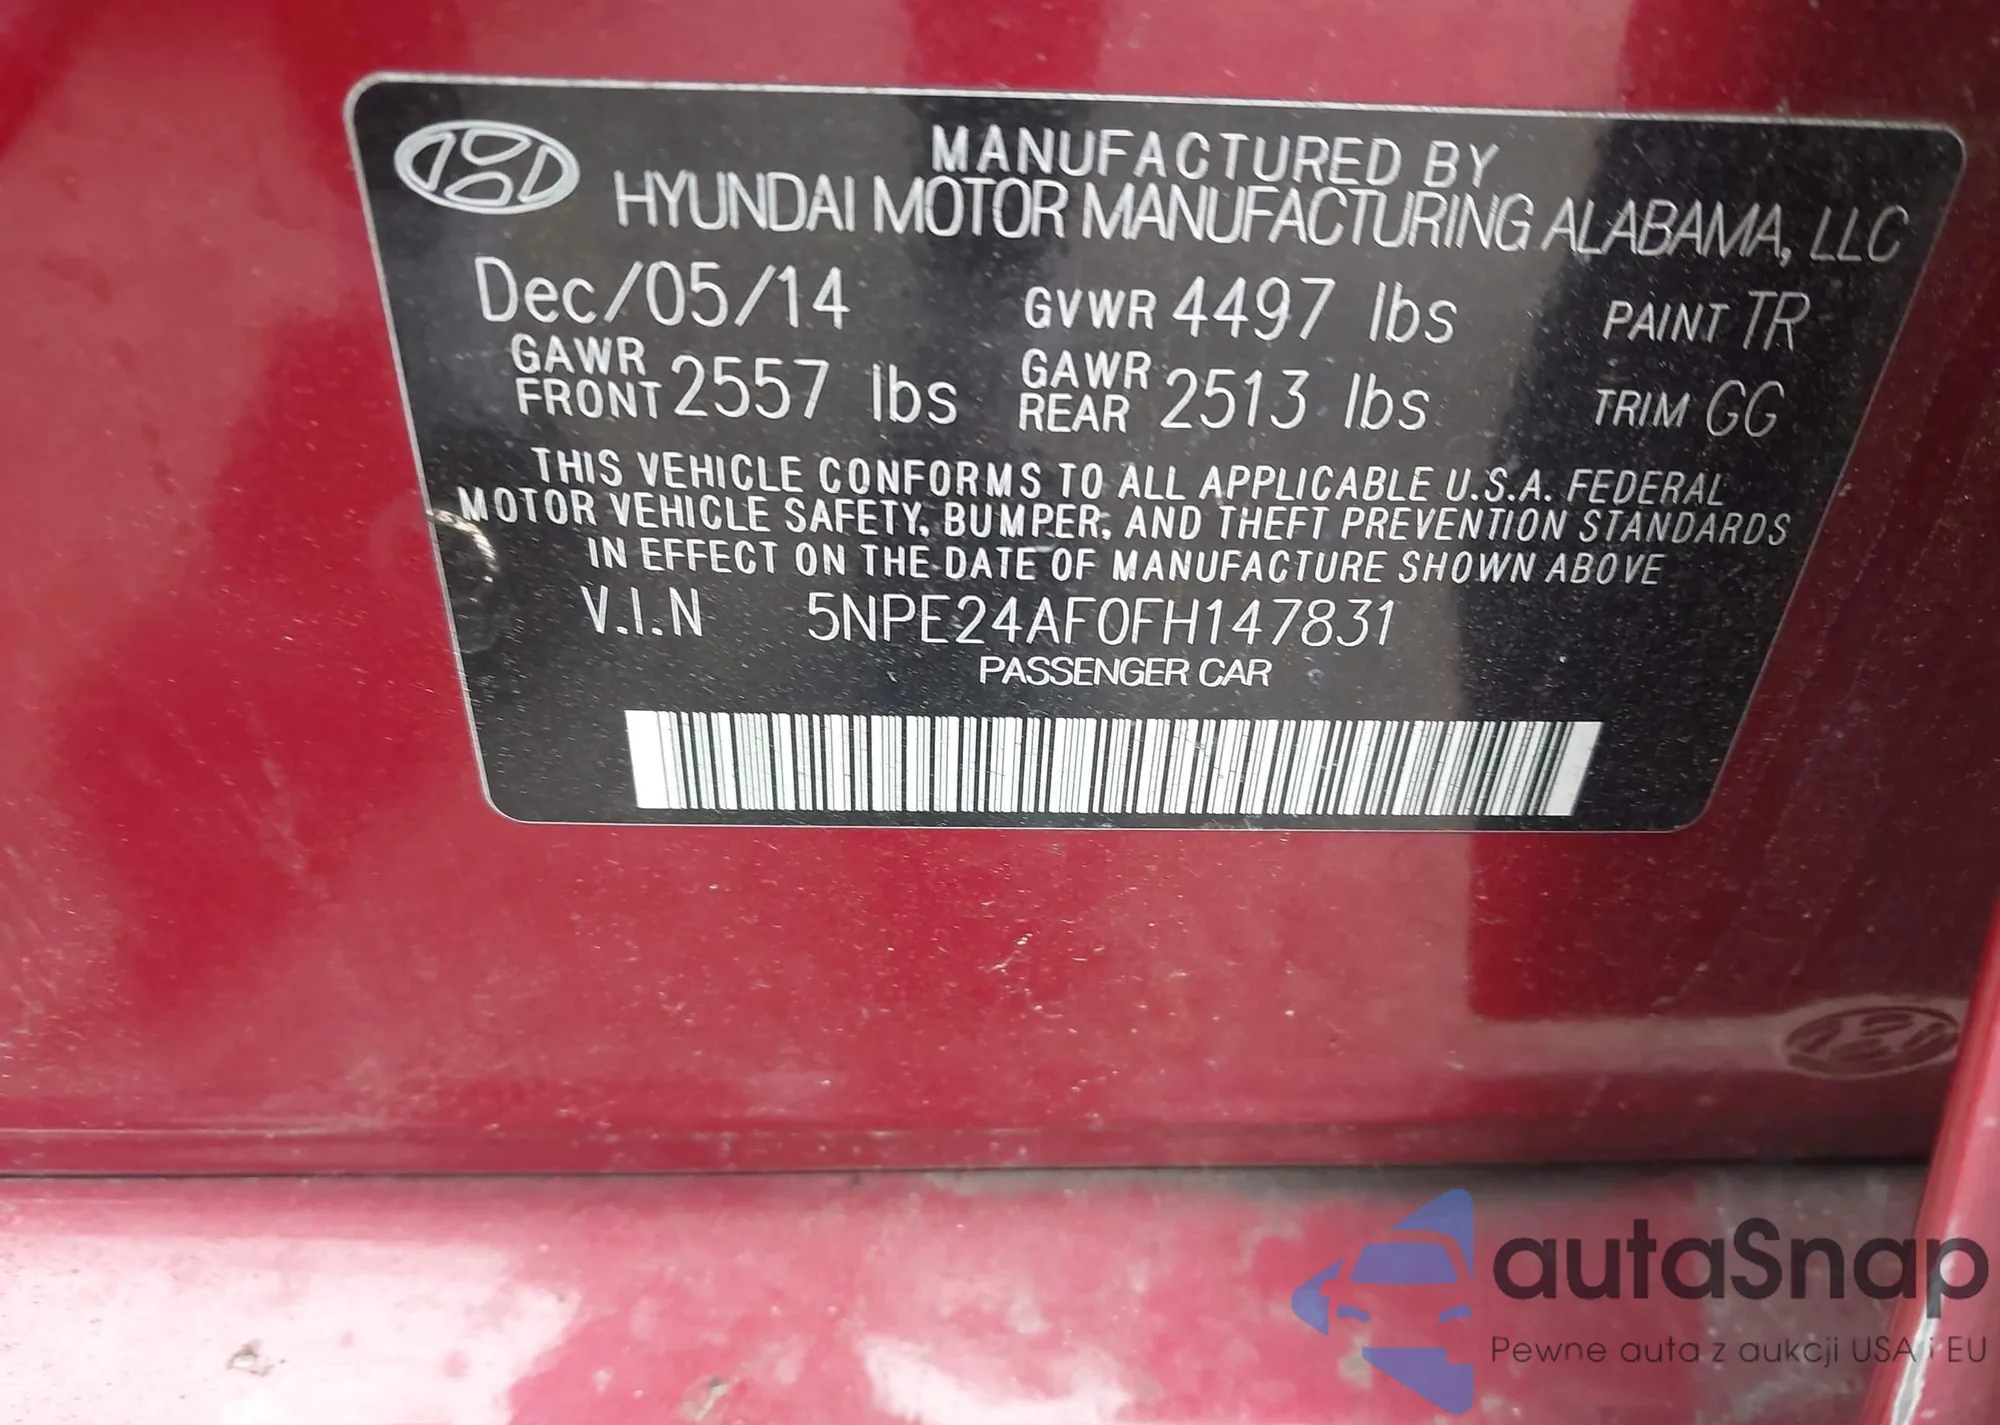 MANUFACTURED BY
HYUNDAI MOTOR MANUFACTURING ALABAMA, LLC
Dec/05/14 GVWR 4497 lbs PAINT TR
GAWR FRONT 2557 lbs GAWR REAR 2513 lbs TRIM GG
THIS VEHICLE CONFORMS TO ALL APPLICABLE U.S.A. FEDERAL
MOTOR VEHICLE SAFETY, BUMPER, AND THEFT PREVENTION STANDARDS
IN EFFECT ON THE DATE OF MANUFACTURE SHOWN ABOVE
V.I.N 5NPE24AF0FH147831
PASSENGER CAR
autaSnap
Pewne auta z aukcji USA i EU